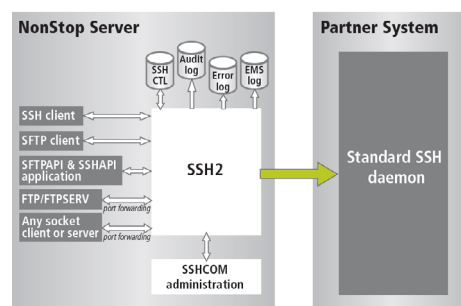 NonStop Server
Partner System
SSH
CTL
Audit
log
Error
log
EMS
log
SSH client
SFTP client
SFTPAPI & SSHAPI
application
FTP/FTPSERV
port forwarding
Any socket
client or server
port forwarding
SSH2
SSHCOM
administration
Standard SSH
daemon